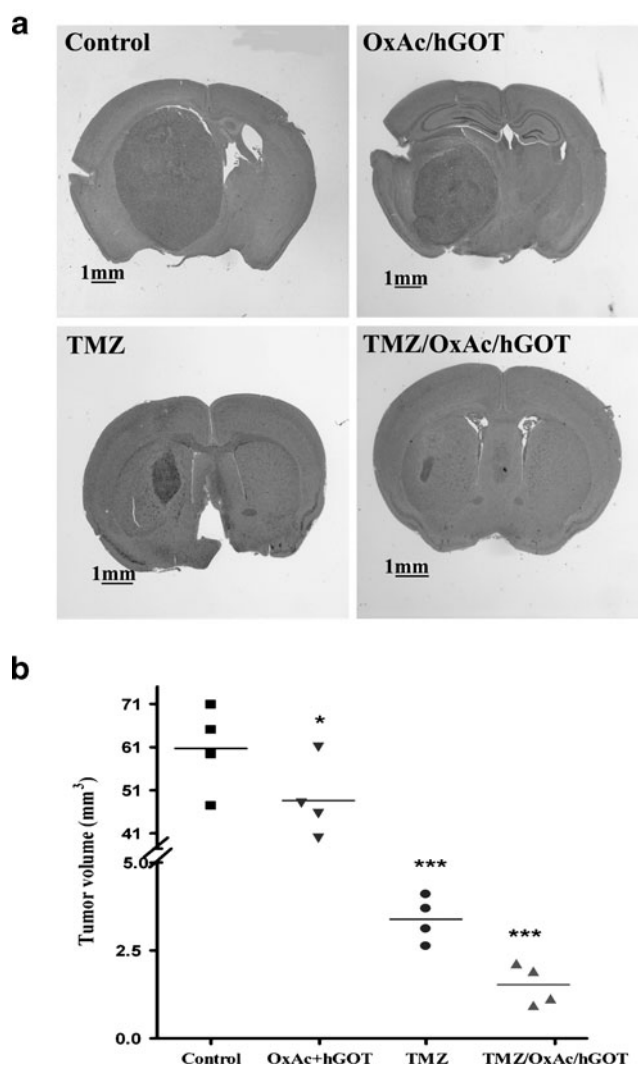 a
Control
OxAc/hGOT
1mm
1mm
TMZ
TMZ/OxAc/hGOT
1mm
1mm
b
Tumor volume (mm³)
71
61
51
41
5.0
2.5
0.0
*
***
***
Control
OxAc+hGOT
TMZ
TMZ/OxAc/hGOT